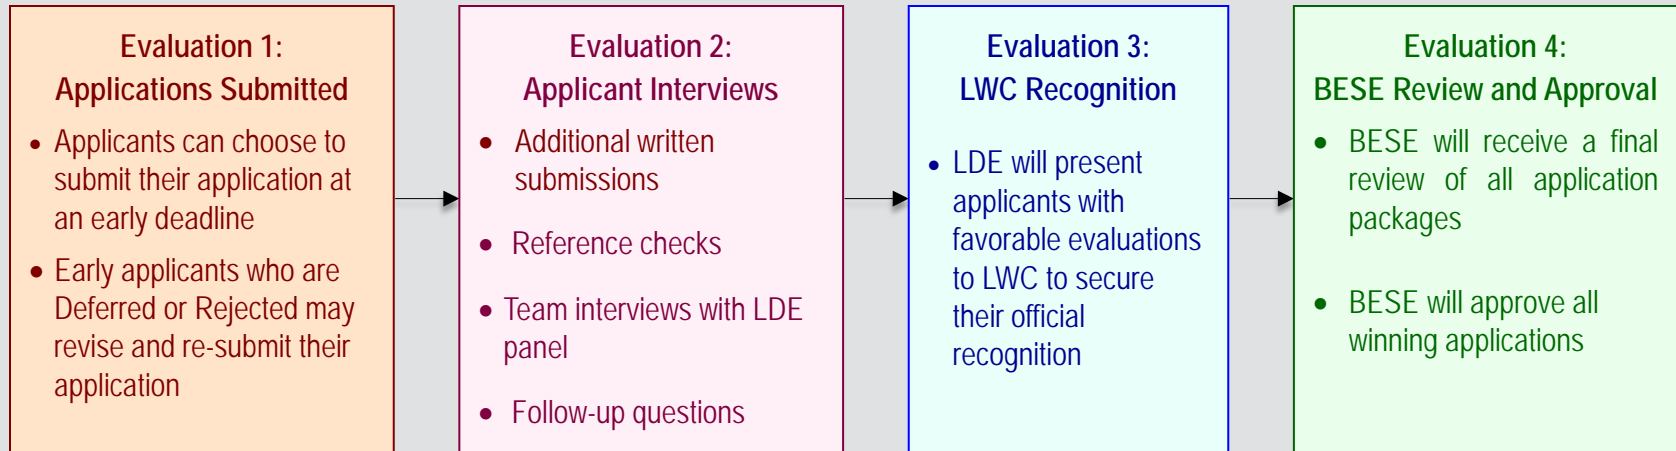 Evaluation 1:
Applications Submitted
• Applicants can choose to
submit their application at
an early deadline
• Early applicants who are
Deferred or Rejected may
revise and re-submit their
application
Evaluation 2:
Applicant Interviews
• Additional written
submissions
• Reference checks
• Team interviews with LDE
panel
• Follow-up questions
Evaluation 3:
LWC Recognition
• LDE will present
applicants with
favorable evaluations
to LWC to secure
their official
recognition
Evaluation 4:
BESE Review and Approval
• BESE will receive a final
review of all application
packages
• BESE will approve all
winning applications